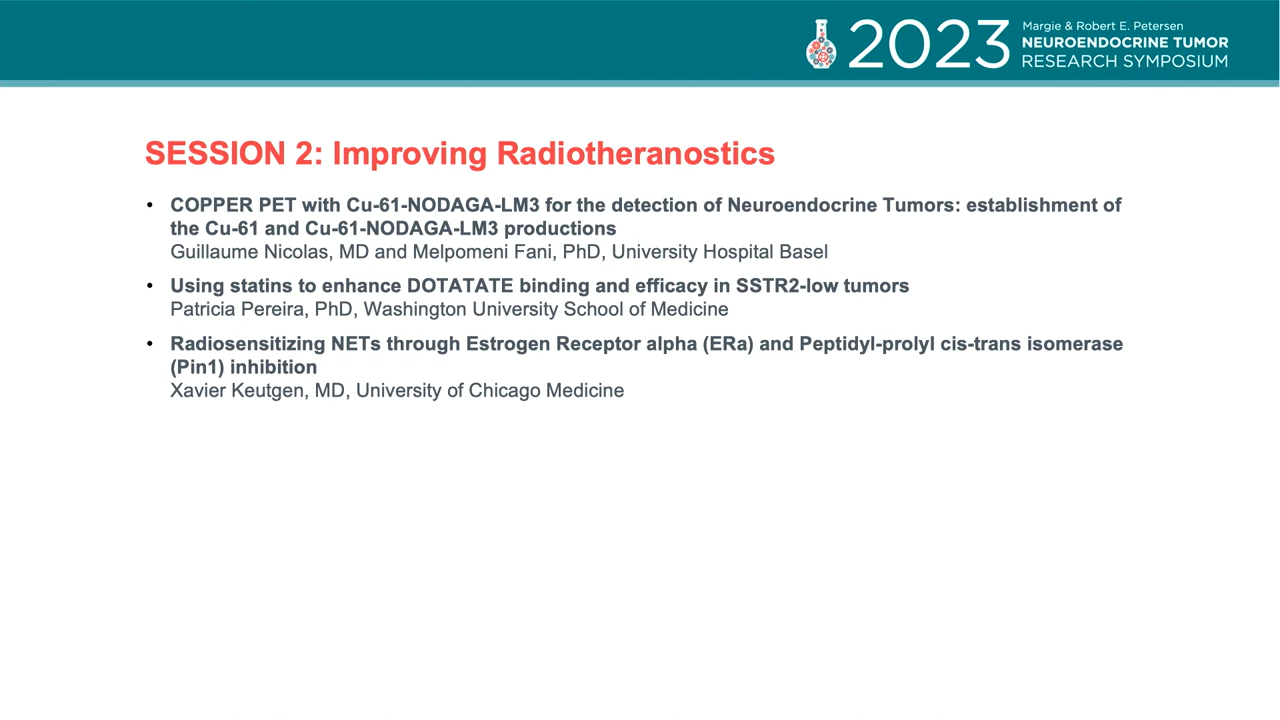 2023
Margie & Robert E. Petersen
NEUROENDOCRINE TUMOR
RESEARCH SYMPOSIUM
SESSION 2: Improving Radiotheranostics
• COPPER PET with Cu-61-NODAGA-LM3 for the detection of Neuroendocrine Tumors: establishment of
the Cu-61 and Cu-61-NODAGA-LM3 productions
Guillaume Nicolas, MD and Melpomeni Fani, PhD, University Hospital Basel
• Using statins to enhance DOTATATE binding and efficacy in SSTR2-low tumors
Patricia Pereira, PhD, Washington University School of Medicine
• Radiosensitizing NETs through Estrogen Receptor alpha (ERa) and Peptidyl-prolyl cis-trans isomerase
(Pin1) inhibition
Xavier Keutgen, MD, University of Chicago Medicine